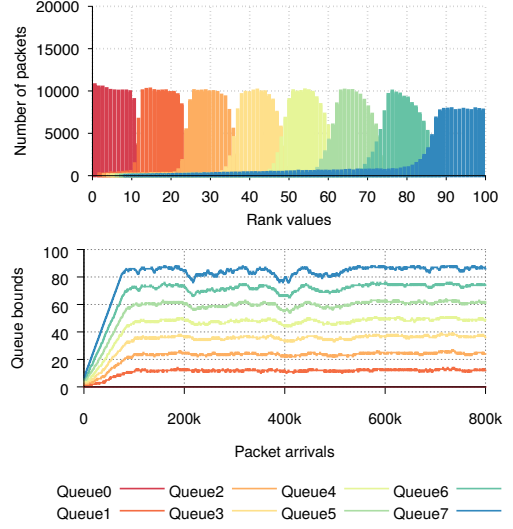 20000
15000
10000
5000
0
Number of packets
0 10 20 30 40 50 60 70 80 90 100
Rank values
100
80
60
40
20
0
Queue bounds
0 200k 400k 600k 800k
Packet arrivals
Queue0 Queue2 Queue4 Queue6
Queue1 Queue3 Queue5 Queue7